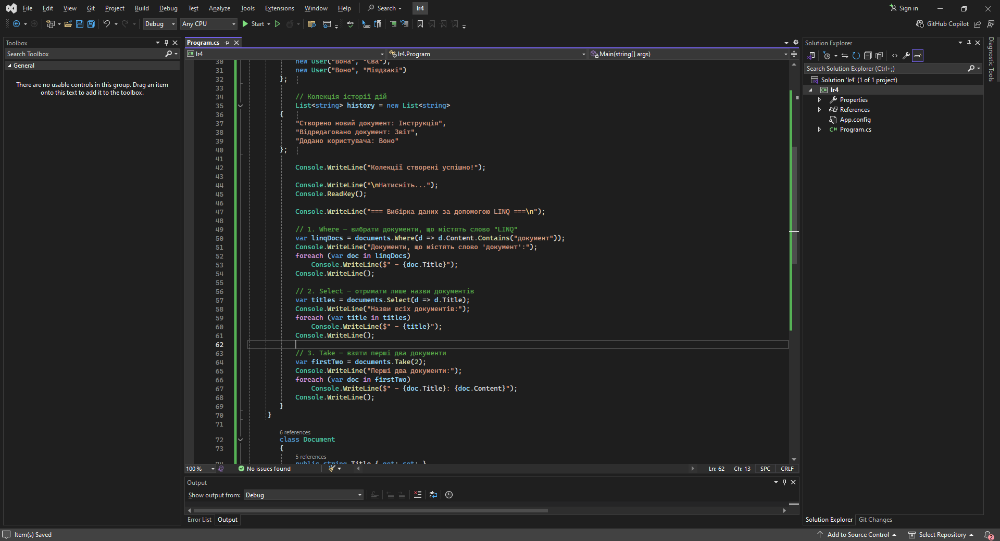 File Edit View Git Project Build Debug Test Analyze Tools Extensions Window Help Search lr4 Sign in
Debug Any CPU Start GitHub Copilot
Toolbox
Search Toolbox
General
There are no usable controls in this group. Drag an item
onto this text to add it to the toolbox.
Program.cs
lr4 lr4.Program Main(string[] args)
30 new User("Вона", "Єва"),
31 new User("Воно", "Міядзакі")
32 };
33
34 // Колекція історії дій
35 List<string> history = new List<string>
36 {
37 "Створено новий документ: Інструкція",
38 "Відредаговано документ: Звіт",
39 "Додано користувача: Воно"
40 };
41
42 Console.WriteLine("Колекції створені успішно!");
43
44 Console.WriteLine("\nНатисніть...");
45 Console.ReadKey();
46
47 Console.WriteLine("=== Вибірка даних за допомогою LINQ ===\n");
48
49 // 1. Where — вибрати документи, що містять слово "LINQ"
50 var linqDocs = documents.Where(d => d.Content.Contains("документ"));
51 Console.WriteLine("Документи, що містять слово 'документ':");
52 foreach (var doc in linqDocs)
53 Console.WriteLine($" - {doc.Title}");
54 Console.WriteLine();
55
56 // 2. Select — отримати лише назви документів
57 var titles = documents.Select(d => d.Title);
58 Console.WriteLine("Назви всіх документів:");
59 foreach (var title in titles)
60 Console.WriteLine($" - {title}");
61 Console.WriteLine();
62
63 // 3. Take — взяти перші два документи
64 var firstTwo = documents.Take(2);
65 Console.WriteLine("Перші два документи:");
66 foreach (var doc in firstTwo)
67 Console.WriteLine($" - {doc.Title}: {doc.Content}");
68 Console.WriteLine();
69 }
70 }
71
6 references
72 class Document
73 {
5 references
74 public string Title { get; set; }
100 % No issues found Ln: 62 Ch: 13 SPC CRLF
Output
Show output from: Debug
Error List Output
Solution Explorer
Search Solution Explorer (Ctrl+;)
Solution 'lr4' (1 of 1 project)
C# lr4
Properties
References
App.config
C# Program.cs
Solution Explorer Git Changes
Diagnostic Tools
Item(s) Saved Add to Source Control Select Repository 2